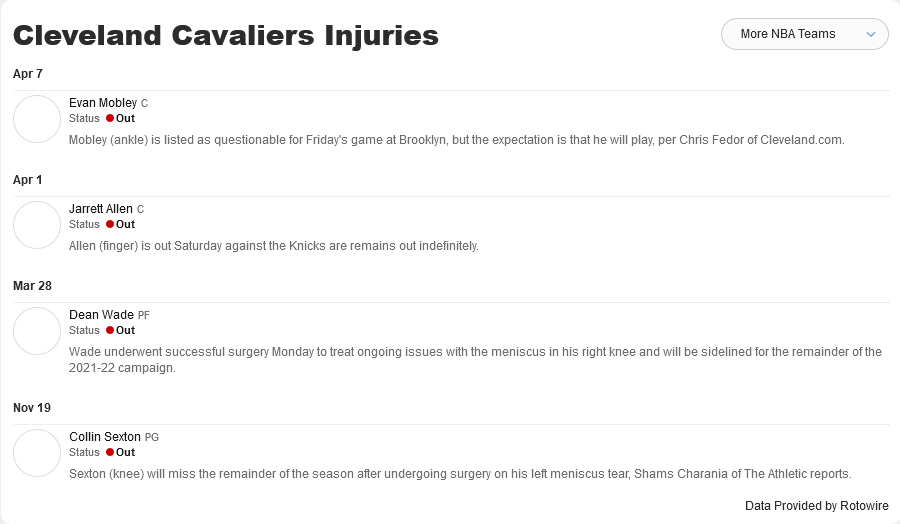 Cleveland Cavaliers Injuries
More NBA Teams
Apr 7
Evan Mobley C
Status Out
Mobley (ankle) is listed as questionable for Friday's game at Brooklyn, but the expectation is that he will play, per Chris Fedor of Cleveland.com.
Apr 1
Jarrett Allen C
Status Out
Allen (finger) is out Saturday against the Knicks are remains out indefinitely.
Mar 28
Dean Wade PF
Status Out
Wade underwent successful surgery Monday to treat ongoing issues with the meniscus in his right knee and will be sidelined for the remainder of the
2021-22 campaign.
Nov 19
Collin Sexton PG
Status Out
Sexton (knee) will miss the remainder of the season after undergoing surgery on his left meniscus tear, Shams Charania of The Athletic reports.
Data Provided by Rotowire